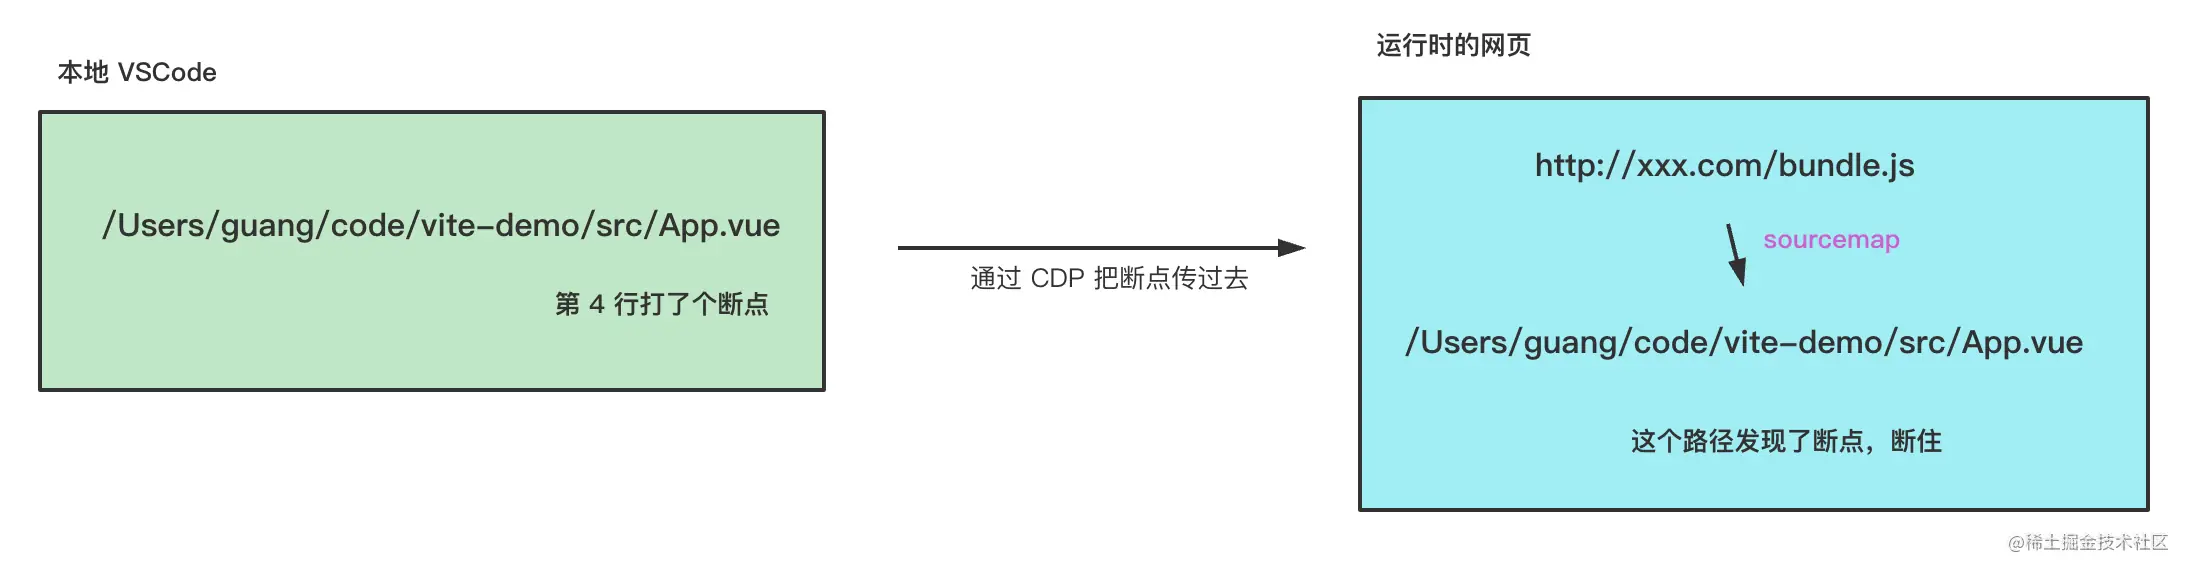 本地 VSCode
/Users/guang/code/vite-demo/src/App.vue
第 4 行打了个断点
通过 CDP 把断点传过去
运行时的网页
http://xxx.com/bundle.js
sourcemap
/Users/guang/code/vite-demo/src/App.vue
这个路径发现了断点，断住
@稀土掘金技术社区